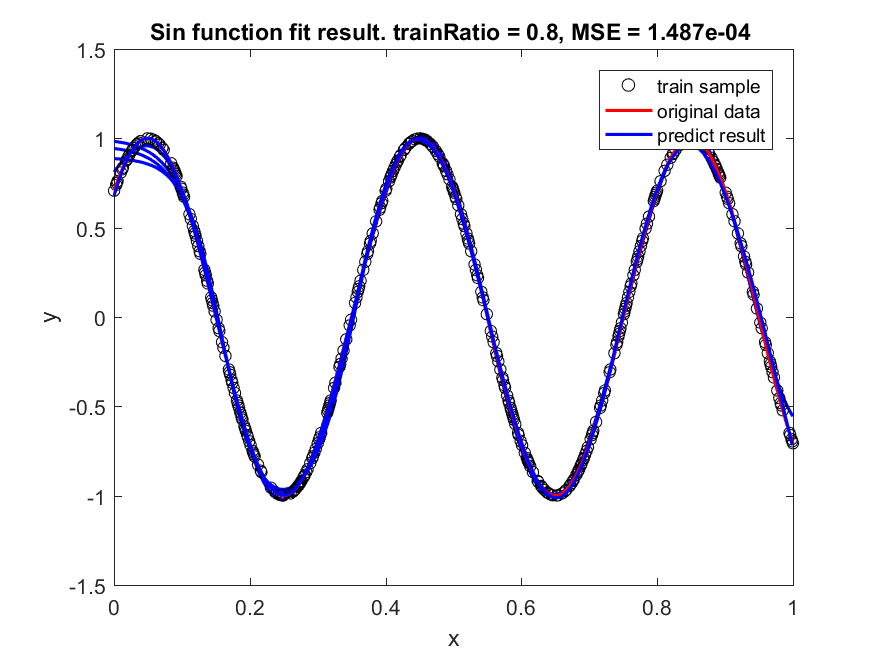 Sin function fit result. trainRatio = 0.8, MSE = 1.487e-04
train sample
original data
predict result
1.5
1
0.5
0
-0.5
-1
-1.5
y
0 0.2 0.4 0.6 0.8 1
x